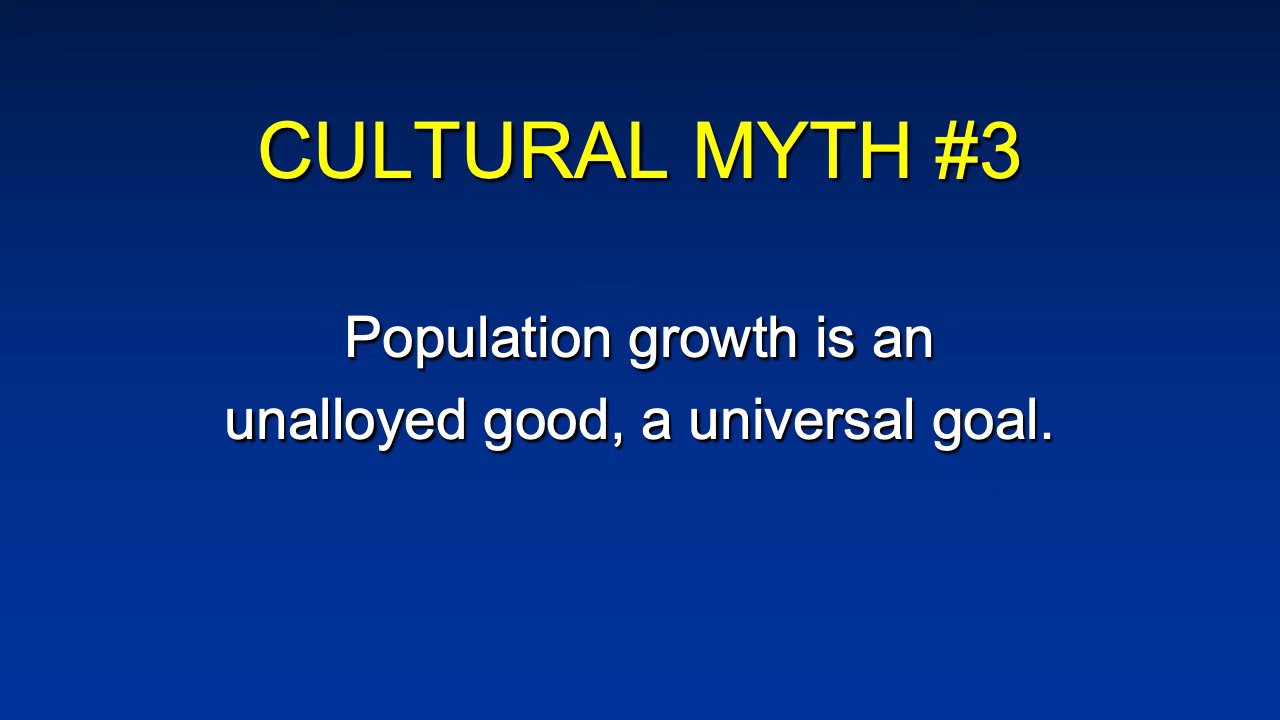 CULTURAL MYTH #3
Population growth is an
unalloyed good, a universal goal.